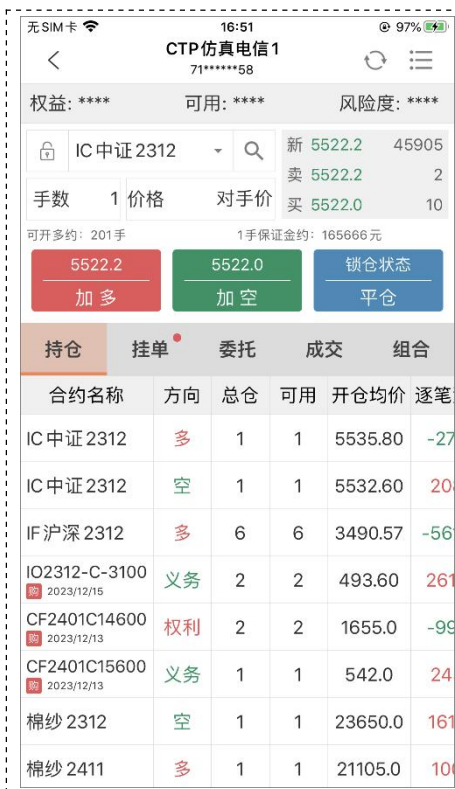 无SIM卡 16:51 97%
CTP仿真电信1
71******58
权益: **** 可用: **** 风险度: ****
IC中证2312 新 5522.2 45905
卖 5522.2 2
手数 1 价格 对手价 买 5522.0 10
可开多约: 201手 1手保证金约: 165666元
5522.2 5522.0 锁仓状态
加多 加空 平仓
持仓 挂单 委托 成交 组合
合约名称 方向 总仓 可用 开仓均价 逐笔
IC中证2312 多 1 1 5535.80 -27
IC中证2312 空 1 1 5532.60 20
IF沪深2312 多 6 6 3490.57 -56
IO2312-C-3100 义务 2 2 493.60 261
购 2023/12/15
CF2401C14600 权利 2 2 1655.0 -99
购 2023/12/13
CF2401C15600 义务 1 1 542.0 24
购 2023/12/13
棉纱2312 空 1 1 23650.0 161
棉纱2411 多 1 1 21105.0 10